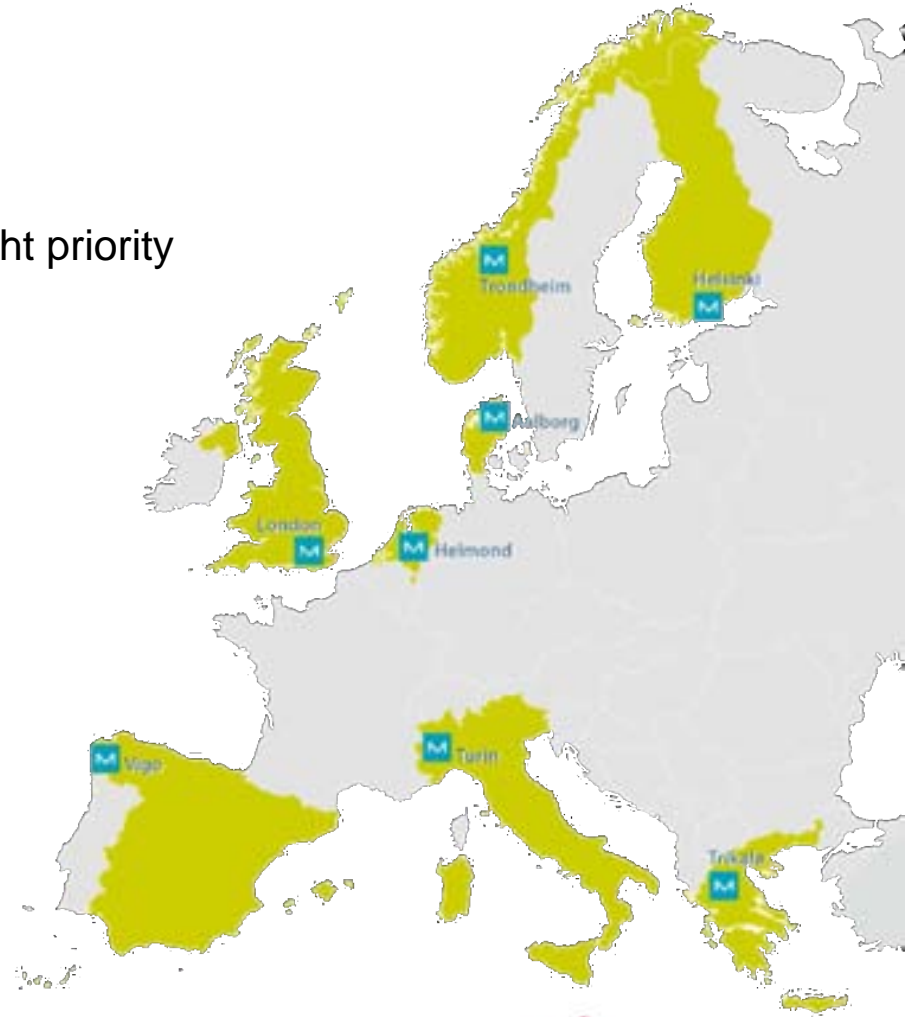 ht priority
Trondheim
Helsinki
Aalborg
London
Helmond
Vigo
Turin
Trikala